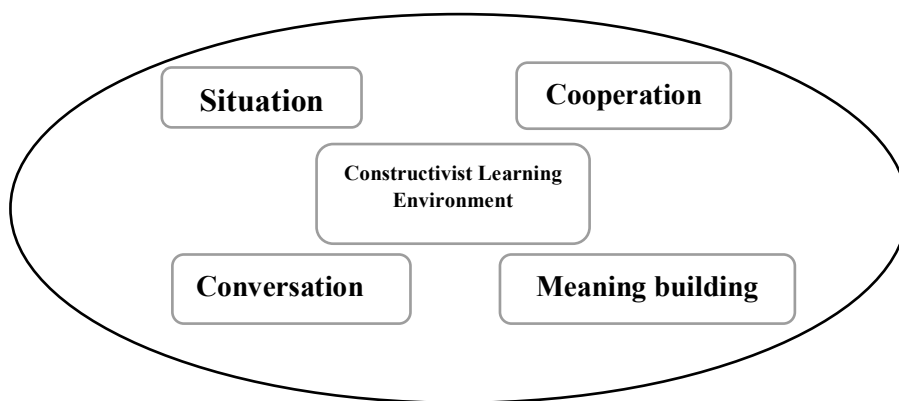 Situation
Cooperation
Constructivist Learning
Environment
Conversation
Meaning building